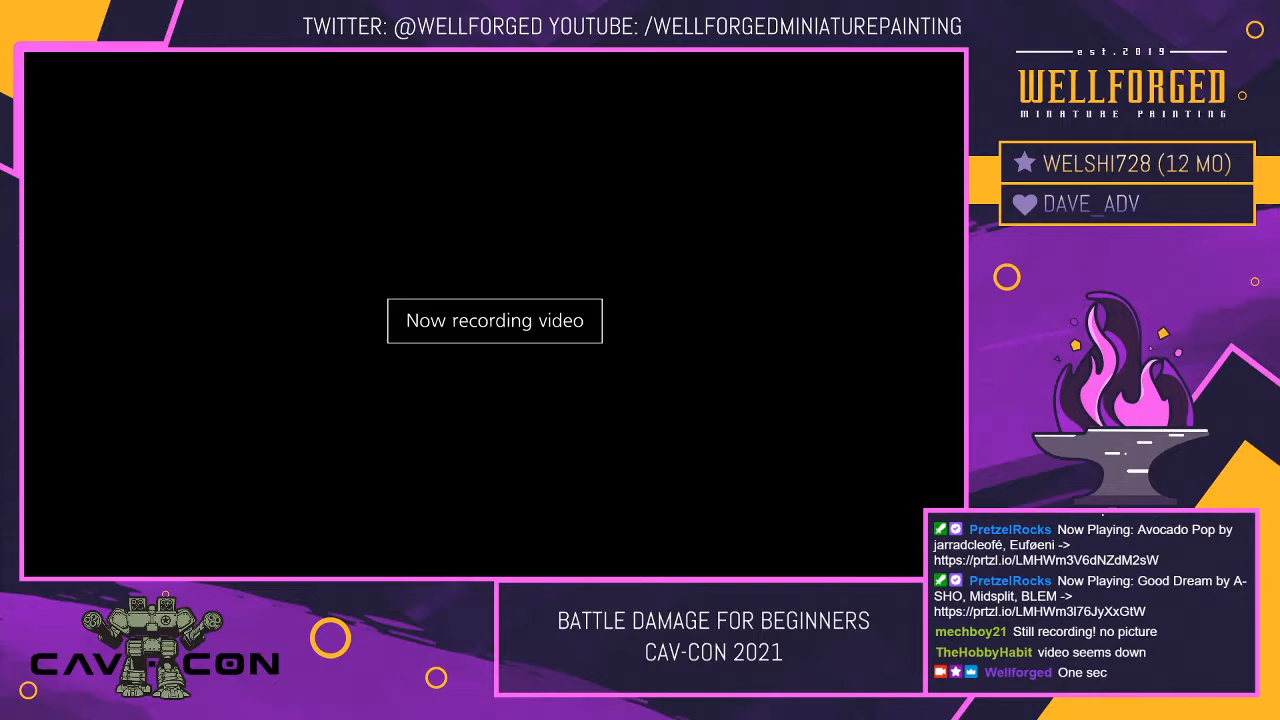 TWITTER: @WELLFORGED YOUTUBE: /WELLFORGEDMINIATUREPAINTING
est.2019
WELLFORGED
MINATURE PAINTING
WELSHI728 (12 MO)
DAVE_ADV
Now recording video
PretzelRocks Now Playing: Avocado Pop by
jarradcleofé, Euføeni ->
https://prtzl.io/LMHWm3V6dNZdM2sW
PretzelRocks Now Playing: Good Dream by A-
SHO, Midsplit, BLEM ->
https://prtzl.io/LMHWm3l76JyXxGtW
mechboy21 Still recording! no picture
TheHobbyHabit video seems down
Wellforged One sec
BATTLE DAMAGE FOR BEGINNERS
CAV-CON 2021
CAV-CON